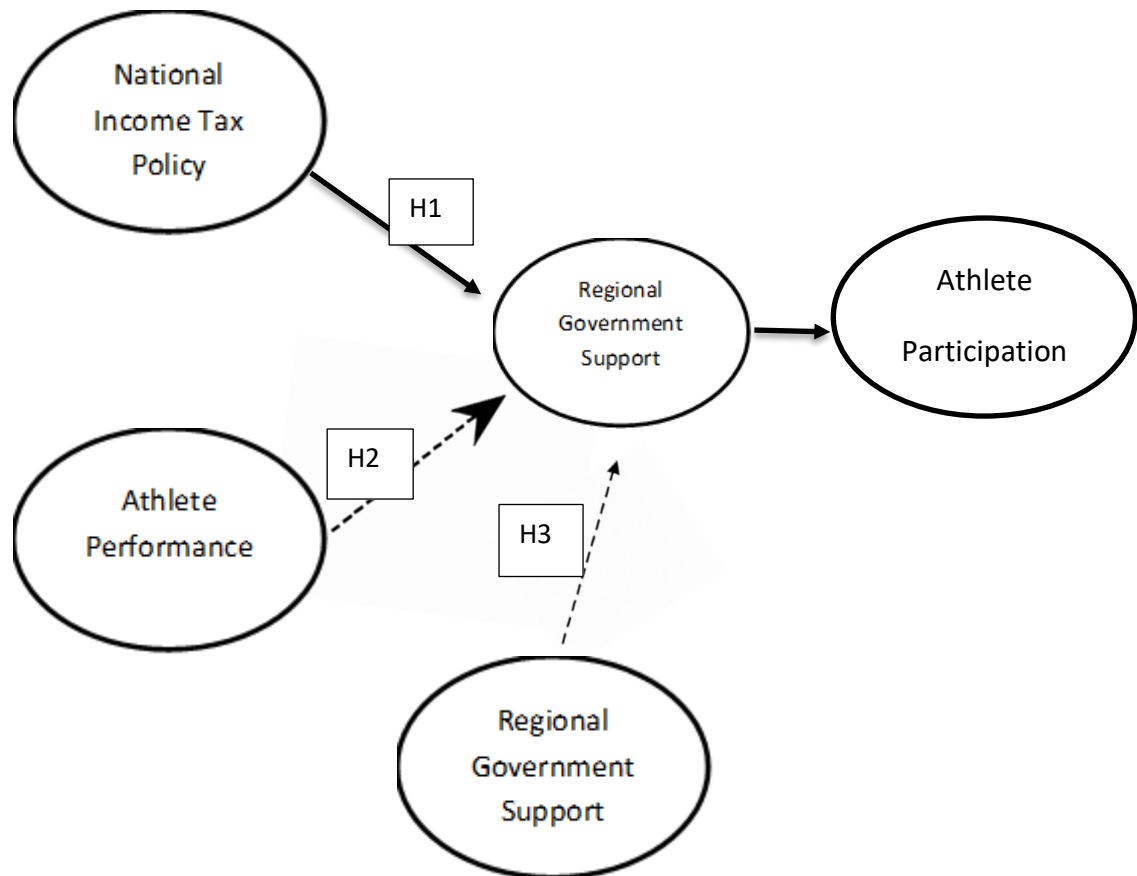 National
Income Tax
Policy
H1
Regional
Government
Support
Athlete
Participation
Athlete
Performance
H2
H3
Regional
Government
Support